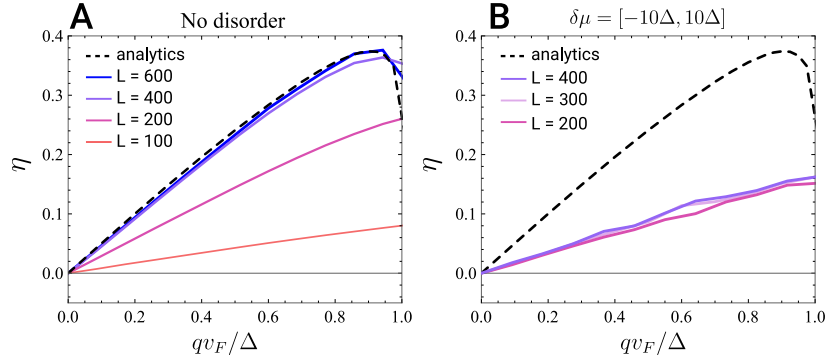 A
No disorder
η
0.4
0.3
0.2
0.1
0.0
analytics
L = 600
L = 400
L = 200
L = 100
0.0 0.2 0.4 0.6 0.8 1.0
qv_F/Δ
B
δμ = [−10Δ, 10Δ]
η
0.4
0.3
0.2
0.1
0.0
analytics
L = 400
L = 300
L = 200
0.0 0.2 0.4 0.6 0.8 1.0
qv_F/Δ